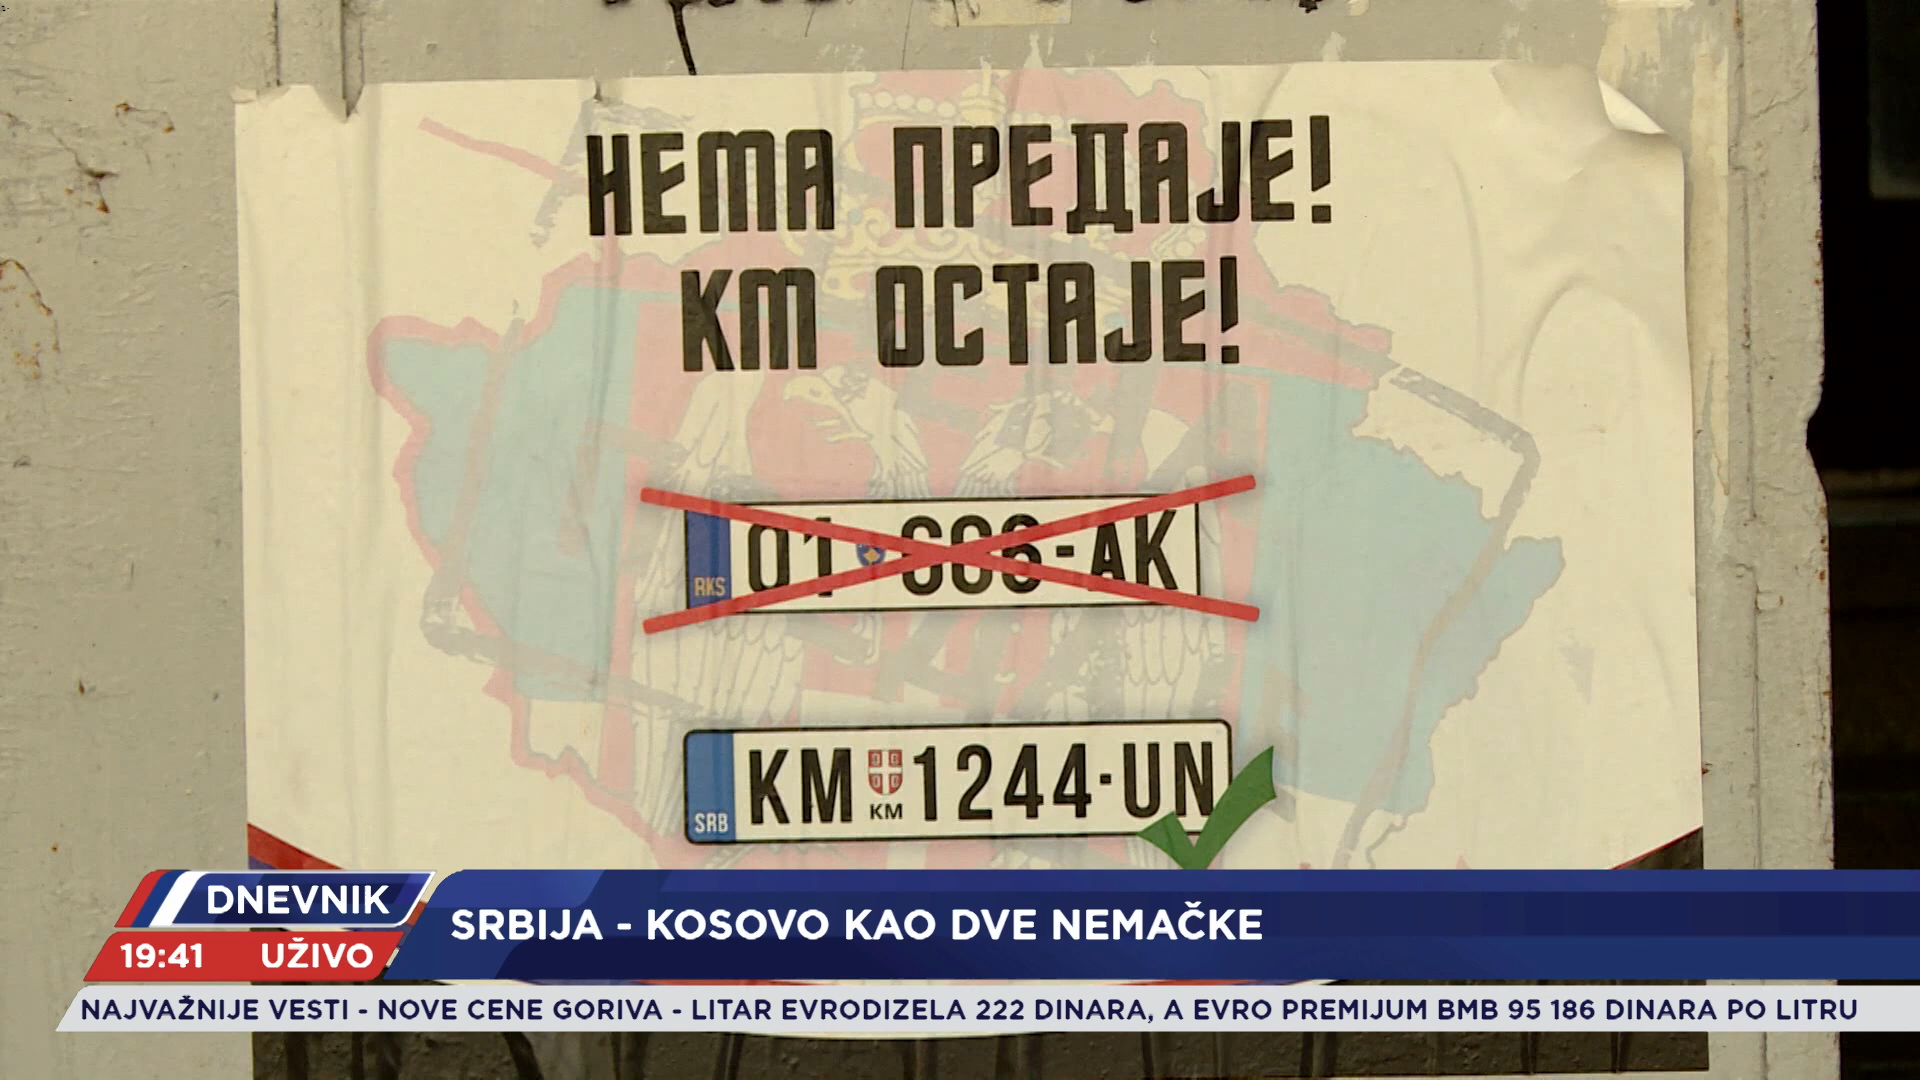 НЕМА ПРЕДАЈЕ!
КМ ОСТАЈЕ!
RKS 01 666-AK
SRB KM KM 1244-UN
DNEVNIK
19:41 UŽIVO
SRBIJA - KOSOVO KAO DVE NEMAČKE
NAJVAŽNIJE VESTI - NOVE CENE GORIVA - LITAR EVRODIZELA 222 DINARA, A EVRO PREMIJUM BMB 95 186 DINARA PO LITRU